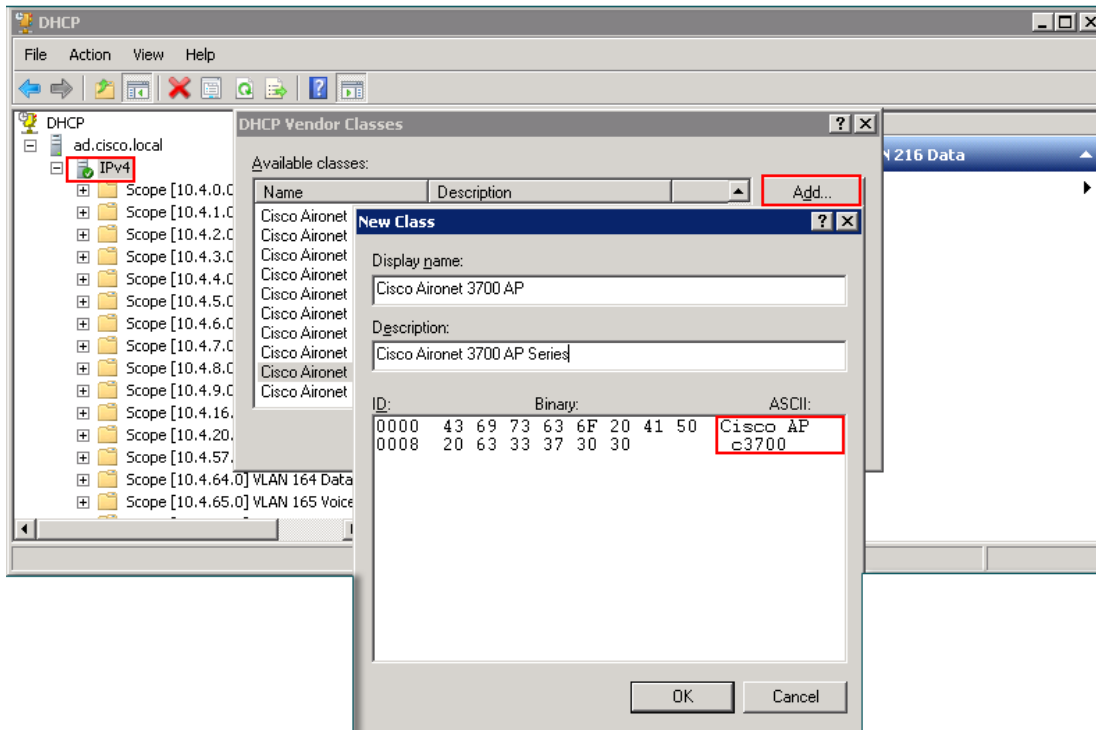 DHCP
File Action View Help
DHCP
ad.cisco.local
IPv4
Scope [10.4.0.0
Scope [10.4.1.0
Scope [10.4.2.0
Scope [10.4.3.0
Scope [10.4.4.0
Scope [10.4.5.0
Scope [10.4.6.0
Scope [10.4.7.0
Scope [10.4.8.0
Scope [10.4.9.0
Scope [10.4.16.
Scope [10.4.20.
Scope [10.4.57.
Scope [10.4.64.0] VLAN 164 Data
Scope [10.4.65.0] VLAN 165 Voice
DHCP Vendor Classes
Available classes:
Name Description
Add...
Cisco Aironet
Cisco Aironet
Cisco Aironet
Cisco Aironet
Cisco Aironet
Cisco Aironet
Cisco Aironet
Cisco Aironet
Cisco Aironet
Cisco Aironet
N 216 Data
New Class
Display name:
Cisco Aironet 3700 AP
Description:
Cisco Aironet 3700 AP Series
ID: Binary: ASCII:
0000 43 69 73 63 6F 20 41 50 Cisco AP
0008 20 63 33 37 30 30 c3700
OK Cancel